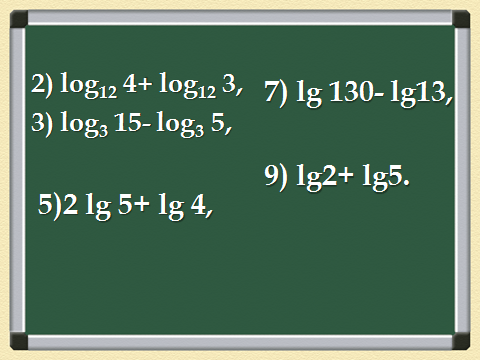 2) log₁₂ 4+ log₁₂ 3,
3) log₃ 15- log₃ 5,
5)2 lg 5+ lg 4,
7) lg 130- lg13,
9) lg2+ lg5.